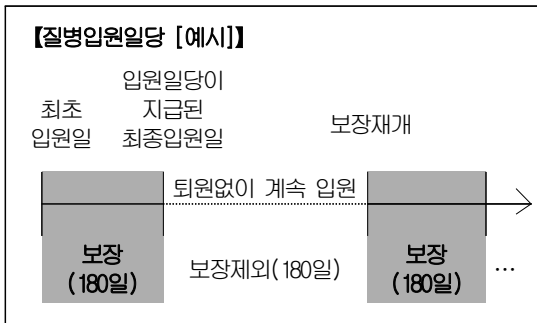 【질병입원일당 [예시]】
최초
입원일
입원일당이
지급된
최종입원일
보장재개
퇴원없이 계속 입원
보장
(180일)
보장제외(180일)
보장
(180일)
…